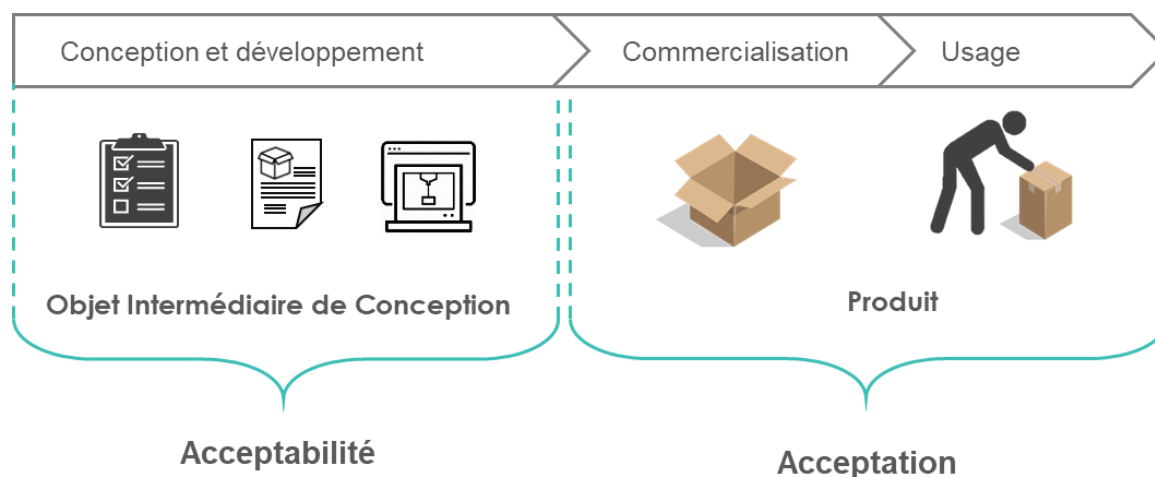 Conception et développement
Commercialisation
Usage
Objet Intermédiaire de Conception
Produit
Acceptabilité
Acceptation